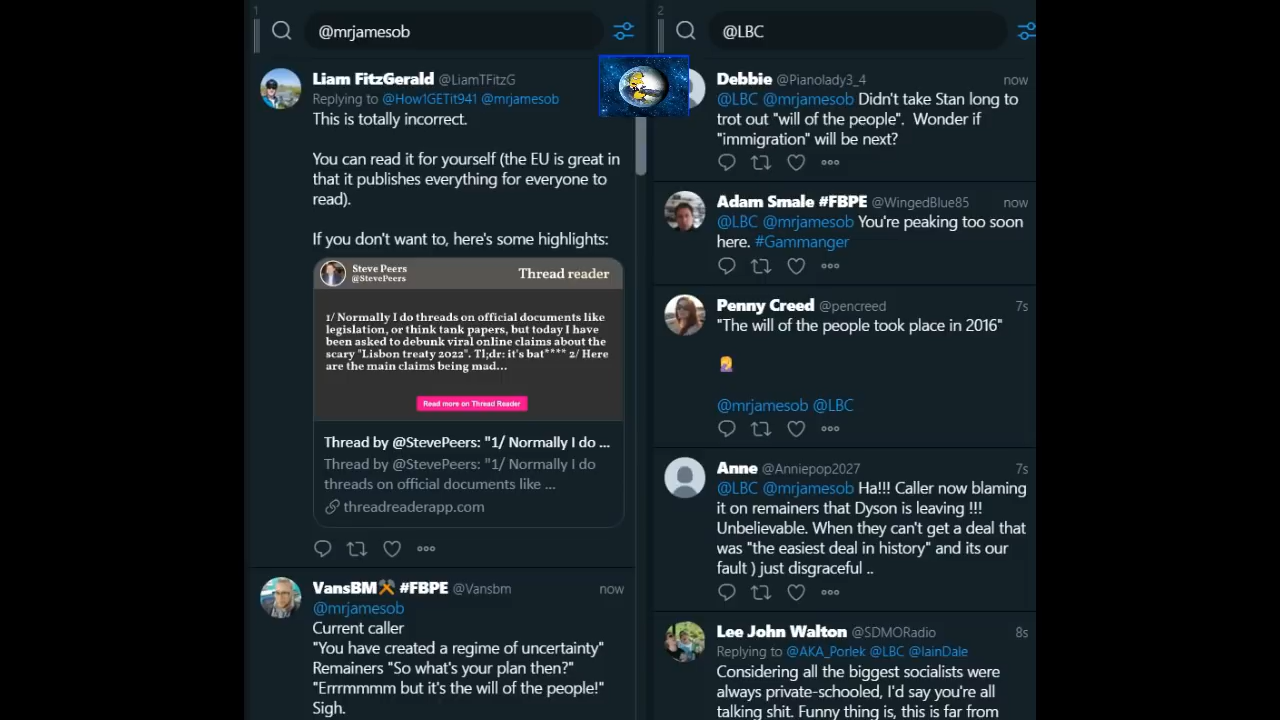 1
@mrjamesob
Liam FitzGerald @LiamTFitzG
Replying to @How1GETit941 @mrjamesob
This is totally incorrect.
You can read it for yourself (the EU is great in
that it publishes everything for everyone to
read).
If you don't want to, here's some highlights:
Steve Peers
@StevePeers
Thread reader
1/ Normally I do threads on official documents like
legislation, or think tank papers, but today I have
been asked to debunk viral online claims about the
scary "Lisbon treaty 2022". Tl;dr: it's bat**** 2/ Here
are the main claims being mad...
Read more on Thread Reader
Thread by @StevePeers: "1/ Normally I do ...
Thread by @StevePeers: "1/ Normally I do
threads on official documents like ...
threadreaderapp.com
VansBM⚒️ #FBPE @Vansbm now
@mrjamesob
Current caller
"You have created a regime of uncertainty"
Remainers "So what's your plan then?"
"Errrmmmm but it's the will of the people!"
Sigh.
2
@LBC
Debbie @Pianolady3_4 now
@LBC @mrjamesob Didn't take Stan long to
trot out "will of the people". Wonder if
"immigration" will be next?
Adam Smale #FBPE @WingedBlue85 now
@LBC @mrjamesob You're peaking too soon
here. #Gammanger
Penny Creed @pencreed 7s
"The will of the people took place in 2016"
🤦‍♀️
@mrjamesob @LBC
Anne @Anniepop2027 7s
@LBC @mrjamesob Ha!!! Caller now blaming
it on remainers that Dyson is leaving !!!
Unbelievable. When they can't get a deal that
was "the easiest deal in history" and its our
fault ) just disgraceful ..
Lee John Walton @SDMORadio 8s
Replying to @AKA_Porlek @LBC @IainDale
Considering all the biggest socialists were
always private-schooled, I'd say you're all
talking shit. Funny thing is, this is far from